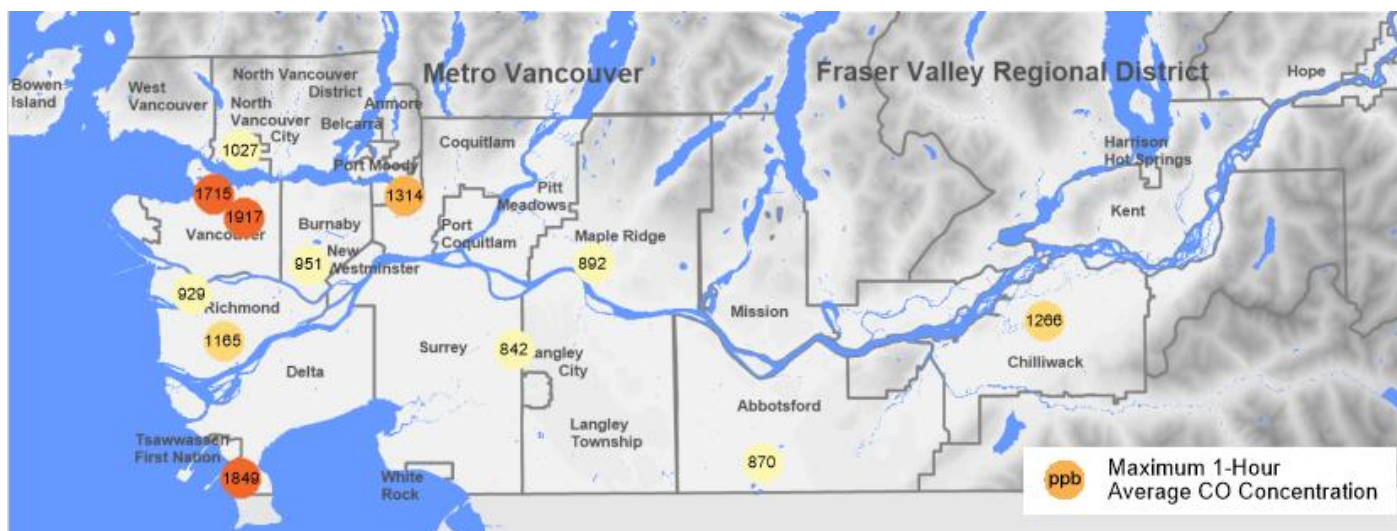 Metro Vancouver
Fraser Valley Regional District
Bowen
Island
West
Vancouver
North Vancouver
District
North
Vancouver
City
Anmore
Belcarra
Port Moody
Coquitlam
Hope
Harrison
Hot Springs
1027
1715
1917
1314
Vancouver
Burnaby
New
Westminster
Port
Coquitlam
Pitt
Meadows
Maple Ridge
Kent
951
892
929
Richmond
1165
Delta
Surrey
842
Langley
City
Mission
1266
Chilliwack
Abbotsford
Langley
Township
870
Tsawwassen
First Nation
1849
White
Rock
ppb
Maximum 1-Hour
Average CO Concentration